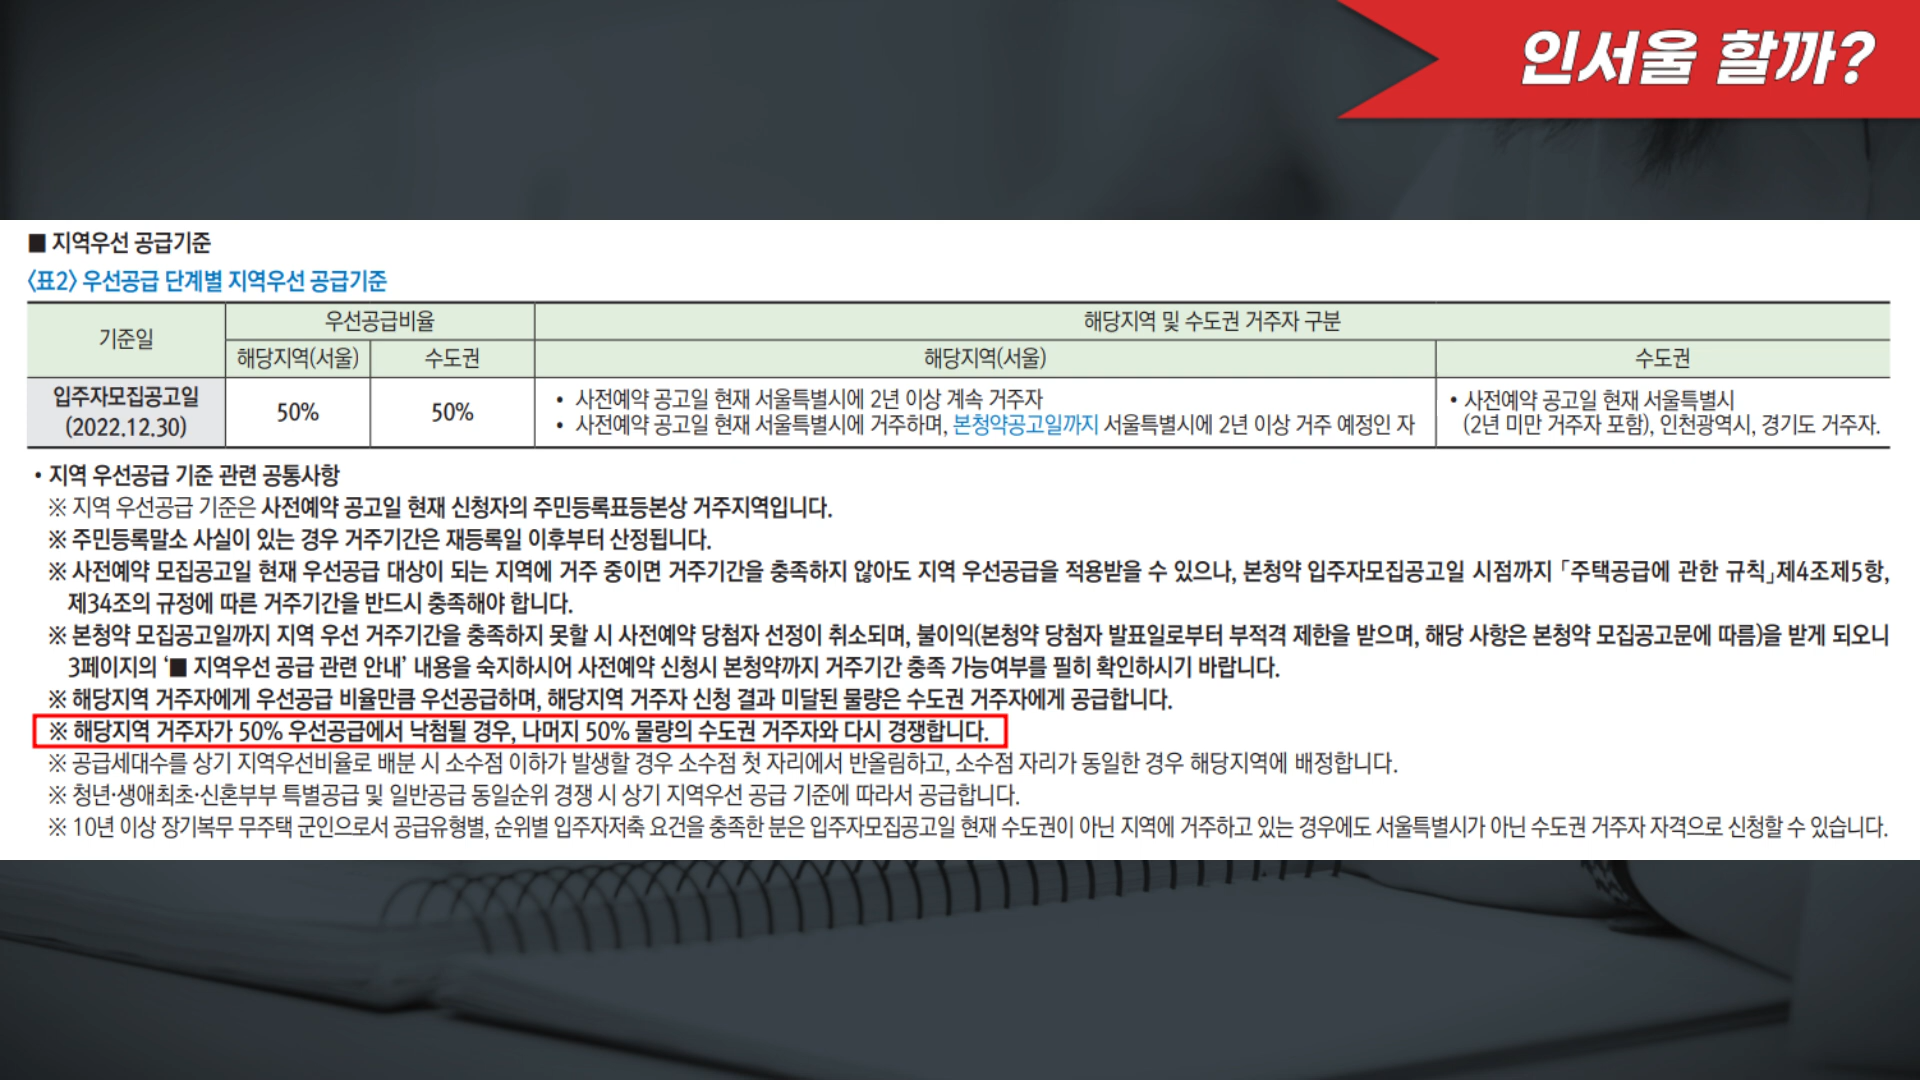 인서울 할까?
■ 지역우선 공급기준
〈표2〉 우선공급 단계별 지역우선 공급기준
기준일
우선공급비율
해당지역 및 수도권 거주자 구분
해당지역(서울)
수도권
해당지역(서울)
수도권
입주자모집공고일
(2022.12.30)
50%
50%
• 사전예약 공고일 현재 서울특별시에 2년 이상 계속 거주자
• 사전예약 공고일 현재 서울특별시에 거주하며, 본청약공고일까지 서울특별시에 2년 이상 거주 예정인 자
• 사전예약 공고일 현재 서울특별시
(2년 미만 거주자 포함), 인천광역시, 경기도 거주자.
• 지역 우선공급 기준 관련 공통사항
※ 지역 우선공급 기준은 사전예약 공고일 현재 신청자의 주민등록표등본상 거주지역입니다.
※ 주민등록말소 사실이 있는 경우 거주기간은 재등록일 이후부터 산정됩니다.
※ 사전예약 모집공고일 현재 우선공급 대상이 되는 지역에 거주 중이면 거주기간을 충족하지 않아도 지역 우선공급을 적용받을 수 있으나, 본청약 입주자모집공고일 시점까지 「주택공급에 관한 규칙」제4조제5항,
제34조의 규정에 따른 거주기간을 반드시 충족해야 합니다.
※ 본청약 모집공고일까지 지역 우선 거주기간을 충족하지 못할 시 사전예약 당첨자 선정이 취소되며, 불이익(본청약 당첨자 발표일로부터 부적격 제한을 받으며, 해당 사항은 본청약 모집공고문에 따름)을 받게 되오니
3페이지의 ‘■ 지역우선 공급 관련 안내’ 내용을 숙지하시어 사전예약 신청시 본청약까지 거주기간 충족 가능여부를 필히 확인하시기 바랍니다.
※ 해당지역 거주자에게 우선공급 비율만큼 우선공급하며, 해당지역 거주자 신청 결과 미달된 물량은 수도권 거주자에게 공급합니다.
※ 해당지역 거주자가 50% 우선공급에서 낙첨될 경우, 나머지 50% 물량의 수도권 거주자와 다시 경쟁합니다.
※ 공급세대수를 상기 지역우선비율로 배분 시 소수점 이하가 발생할 경우 소수점 첫 자리에서 반올림하고, 소수점 자리가 동일한 경우 해당지역에 배정합니다.
※ 청년·생애최초·신혼부부 특별공급 및 일반공급 동일순위 경쟁 시 상기 지역우선 공급 기준에 따라서 공급합니다.
※ 10년 이상 장기복무 무주택 군인으로서 공급유형별, 순위별 입주자저축 요건을 충족한 분은 입주자모집공고일 현재 수도권이 아닌 지역에 거주하고 있는 경우에도 서울특별시가 아닌 수도권 거주자 자격으로 신청할 수 있습니다.